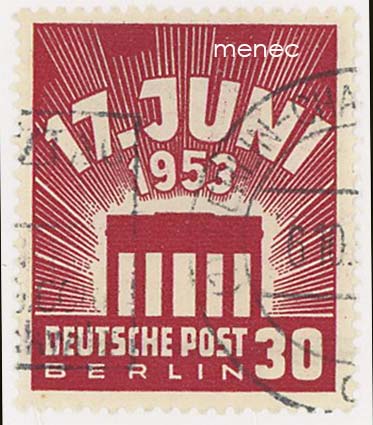 menec
17. JUNI
1953
DEUTSCHE POST 30
BERLIN